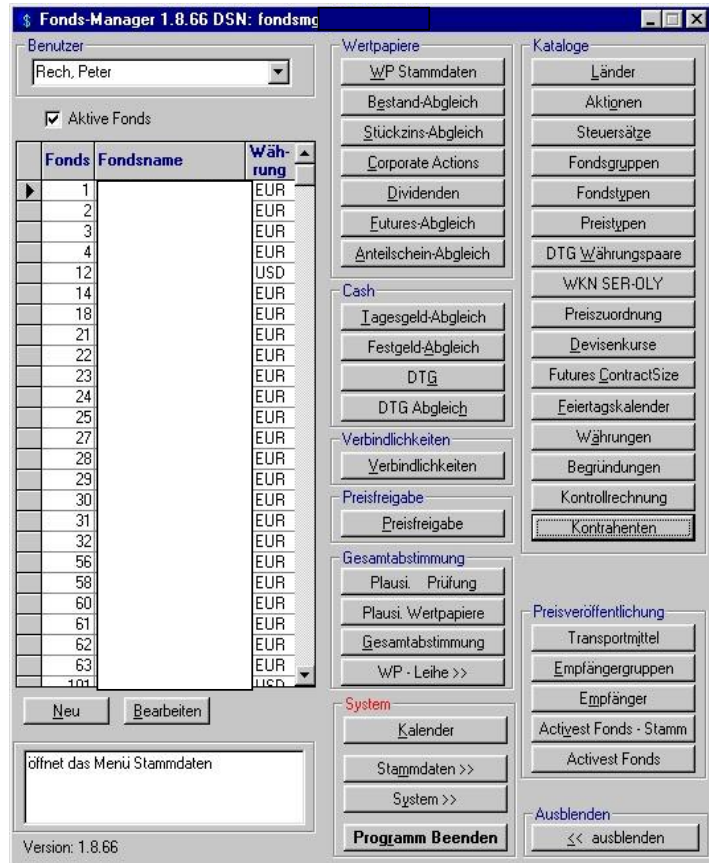 $ Fonds-Manager 1.8.66 DSN: fondsmg
Benutzer
Rech, Peter
Aktive Fonds
Fonds Fondsname Wäh-
rung
1 EUR
2 EUR
3 EUR
4 EUR
12 USD
14 EUR
18 EUR
21 EUR
22 EUR
23 EUR
24 EUR
25 EUR
27 EUR
28 EUR
29 EUR
30 EUR
31 EUR
32 EUR
56 EUR
58 EUR
60 EUR
61 EUR
62 EUR
63 EUR
101 USD
Neu Bearbeiten
öffnet das Menü Stammdaten
Version: 1.8.66
Wertpapiere
WP Stammdaten
Bestand-Abgleich
Stückzins-Abgleich
Corporate Actions
Dividenden
Futures-Abgleich
Anteilschein-Abgleich
Cash
Tagesgeld-Abgleich
Festgeld-Abgleich
DTG
DTG Abgleich
Verbindlichkeiten
Verbindlichkeiten
Preisfreigabe
Preisfreigabe
Gesamtabstimmung
Plausi. Prüfung
Plausi. Wertpapiere
Gesamtabstimmung
WP - Leihe >>
System
Kalender
Stammdaten >>
System >>
Programm Beenden
Kataloge
Länder
Aktionen
Steuersätze
Fondsgruppen
Fondstypen
Preistypen
DTG Währungspaare
WKN SER-OLY
Preiszuordnung
Devisenkurse
Futures ContractSize
Feiertagskalender
Währungen
Begründungen
Kontrollrechnung
Kontrahenten
Preisveröffentlichung
Transportmittel
Empfängergruppen
Empfänger
Activest Fonds - Stamm
Activest Fonds
Ausblenden
<< ausblenden